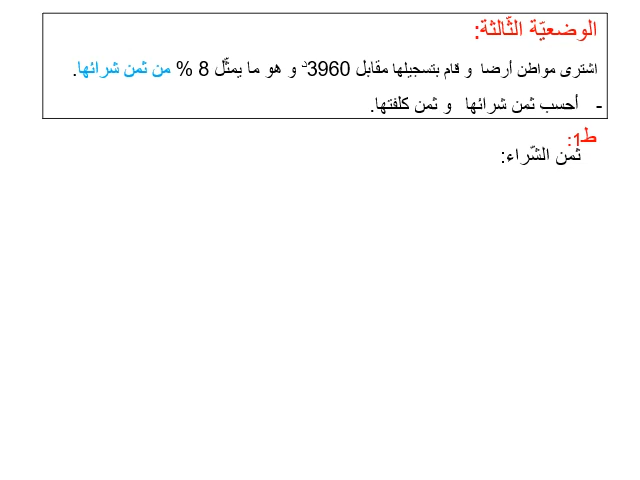 الوضعيّة الثّالثة:
اشترى مواطن أرضا و قام بتسجيلها مقابل 3960د و هو ما يمثّل 8 % من ثمن شرائها.
- أحسب ثمن شرائها و ثمن كلفتها.
ط1:
ثمن الشّراء: